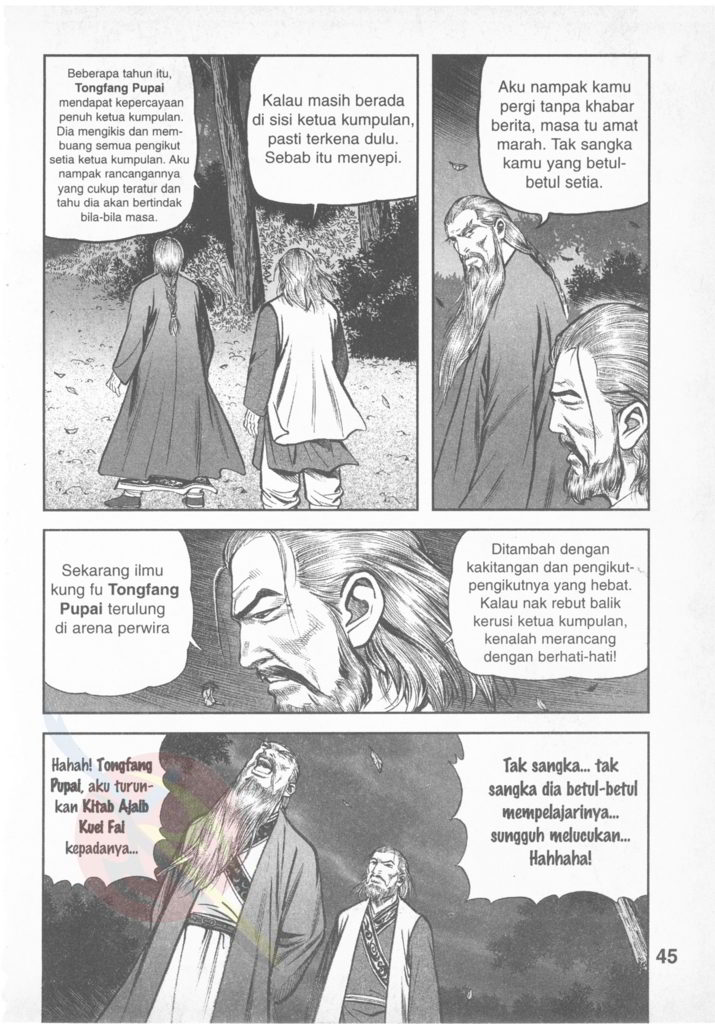 Beberapa tahun itu,
Tongfang Pupai
mendapat kepercayaan
penuh ketua kumpulan.
Dia mengikis dan mem-
buang semua pengikut
setia ketua kumpulan. Aku
nampak rancangannya
yang cukup teratur dan
tahu dia akan bertindak
bila-bila masa.
Kalau masih berada
di sisi ketua kumpulan,
pasti terkena dulu.
Sebab itu menyepi.
Aku nampak kamu
pergi tanpa khabar
berita, masa tu amat
marah. Tak sangka
kamu yang betul-
betul setia.
Sekarang ilmu
kung fu Tongfang
Pupai terulung
di arena perwira
Ditambah dengan
kakitangan dan pengikut-
pengikutnya yang hebat.
Kalau nak rebut balik
kerusi ketua kumpulan,
kenalah merancang
dengan berhati-hati!
Hahah! Tongfang
Pupai, aku turun-
kan Kitab Ajaib
Kuei Fal
kepadanya...
Tak sangka... tak
sangka dia betul-betul
mempelajarinya...
sungguh melucukan...
Hahhaha!
45